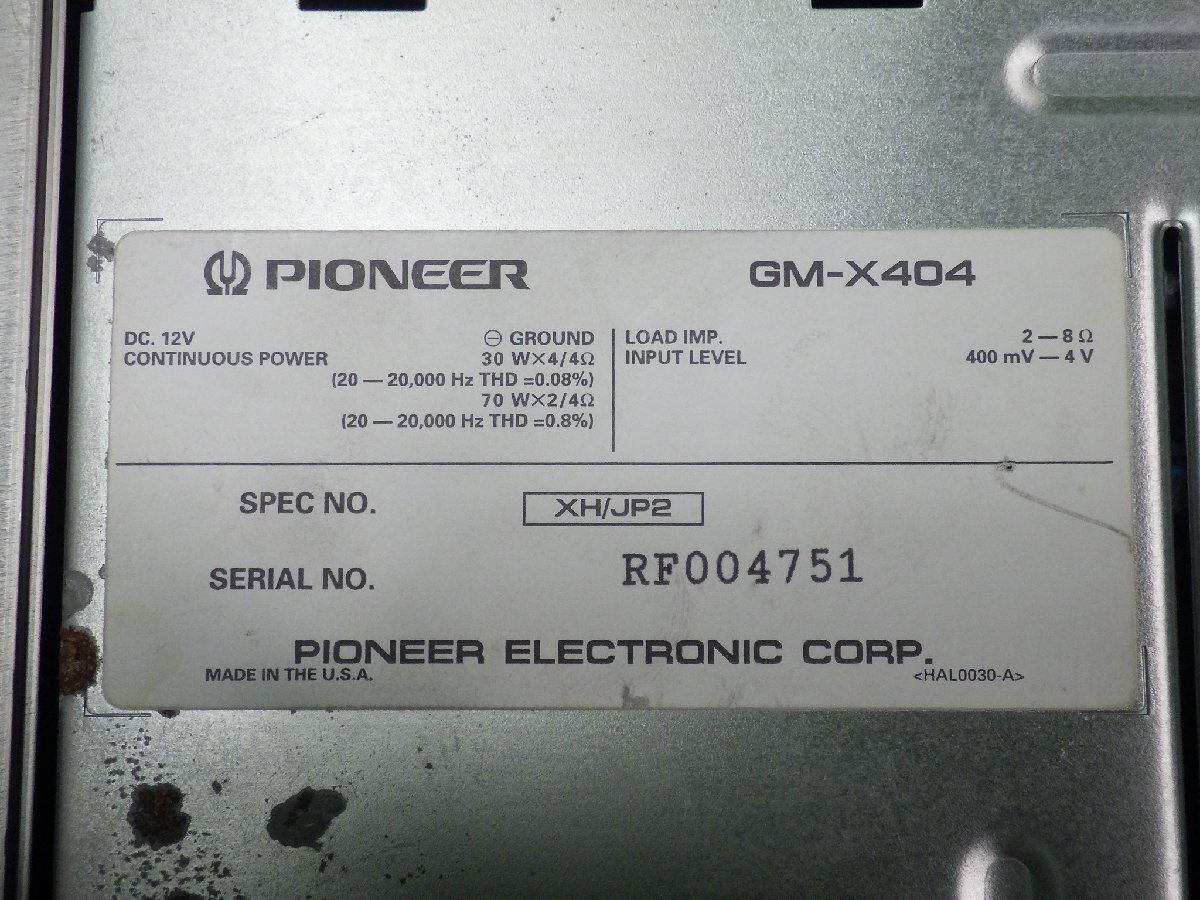 PIONEER GM-X404
DC. 12V ⊖ GROUND
CONTINUOUS POWER 30 W×4/4Ω
(20 — 20,000 Hz THD =0.08%)
70 W×2/4Ω
(20 — 20,000 Hz THD =0.8%)
LOAD IMP. 2 — 8 Ω
INPUT LEVEL 400 mV — 4 V
SPEC NO. XH/JP2
SERIAL NO. RF004751
PIONEER ELECTRONIC CORP.
MADE IN THE U.S.A. <HAL0030-A>